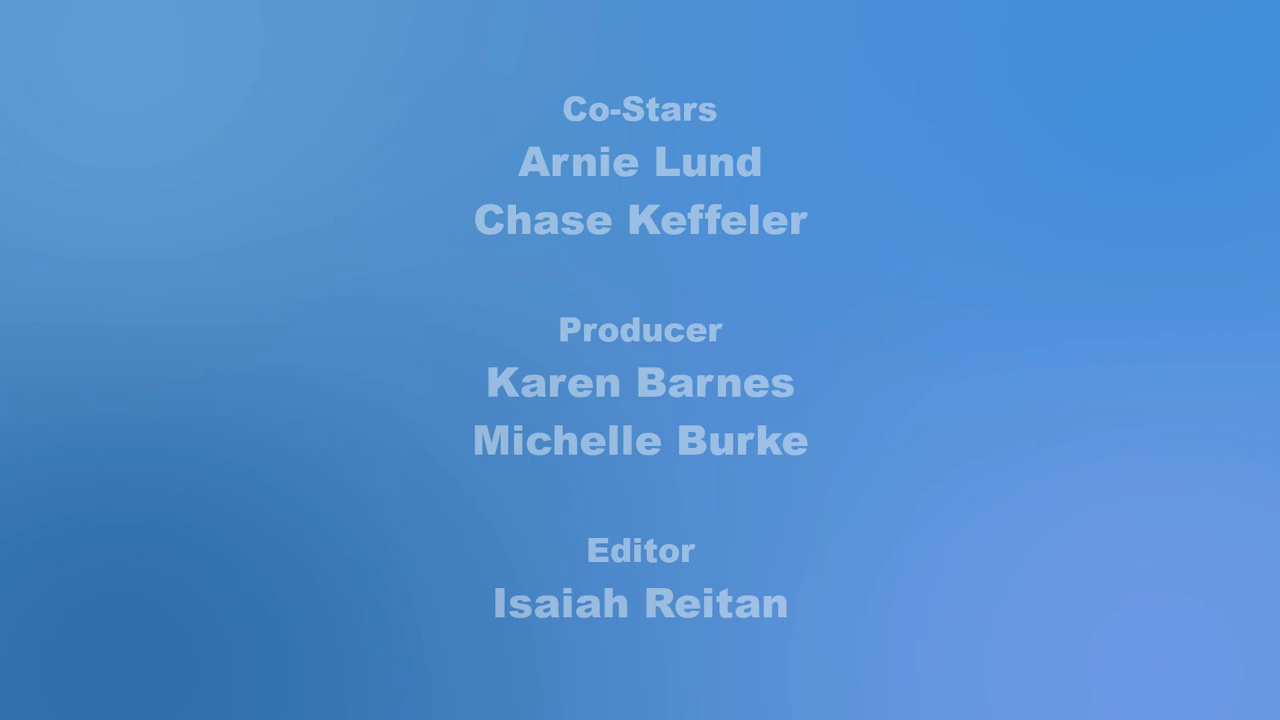 Co-Stars
Arnie Lund
Chase Keffeler
Producer
Karen Barnes
Michelle Burke
Editor
Isaiah Reitan